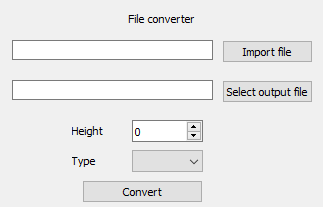 File converter
Import file
Select output file
Height 0
Type
Convert